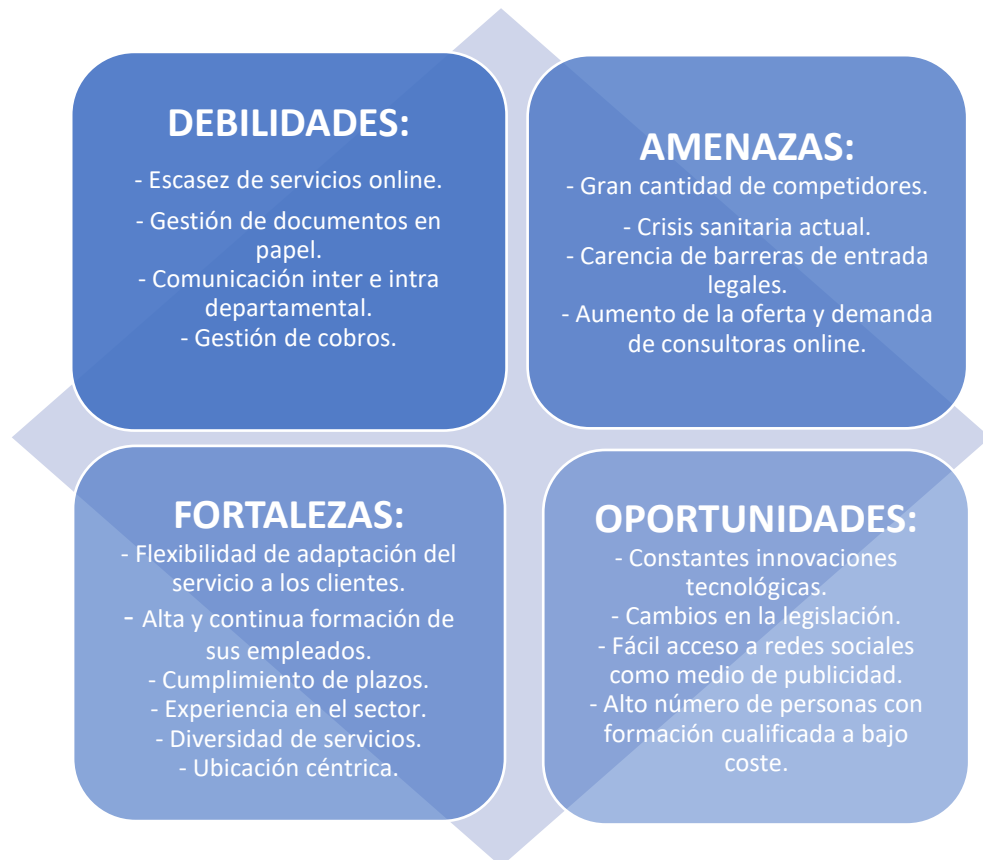 DEBILIDADES:
- Escasez de servicios online.
- Gestión de documentos en
papel.
- Comunicación inter e intra
departamental.
- Gestión de cobros.
AMENAZAS:
- Gran cantidad de competidores.
- Crisis sanitaria actual.
- Carencia de barreras de entrada
legales.
- Aumento de la oferta y demanda
de consultoras online.
FORTALEZAS:
- Flexibilidad de adaptación del
servicio a los clientes.
- Alta y continua formación de
sus empleados.
- Cumplimiento de plazos.
- Experiencia en el sector.
- Diversidad de servicios.
- Ubicación céntrica.
OPORTUNIDADES:
- Constantes innovaciones
tecnológicas.
- Cambios en la legislación.
- Fácil acceso a redes sociales
como medio de publicidad.
- Alto número de personas con
formación cualificada a bajo
coste.